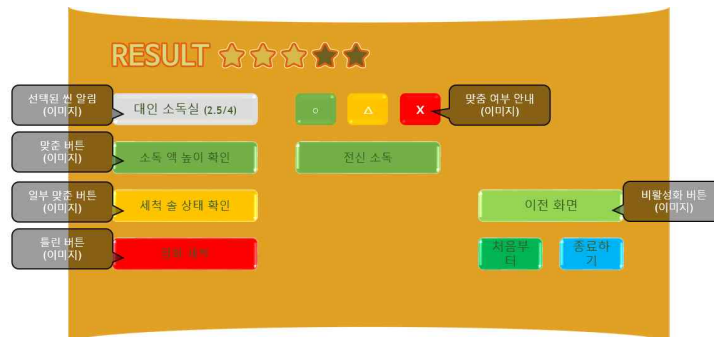 RESULT
선택된 씬 알림
(이미지)
대인 소독실 (2.5/4)
○
△
X
맞춤 여부 안내
(이미지)
맞춘 버튼
(이미지)
소독 액 높이 확인
전신 소독
일부 맞춘 버튼
(이미지)
세척 솔 상태 확인
이전 화면
비활성화 버튼
(이미지)
틀린 버튼
(이미지)
처음부
터
종료하
기